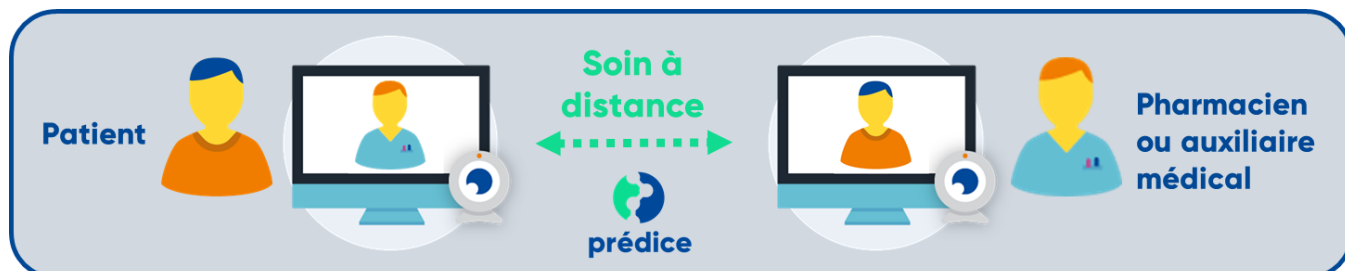 Patient
Soin à
distance
prédice
Pharmacien
ou auxiliaire
médical